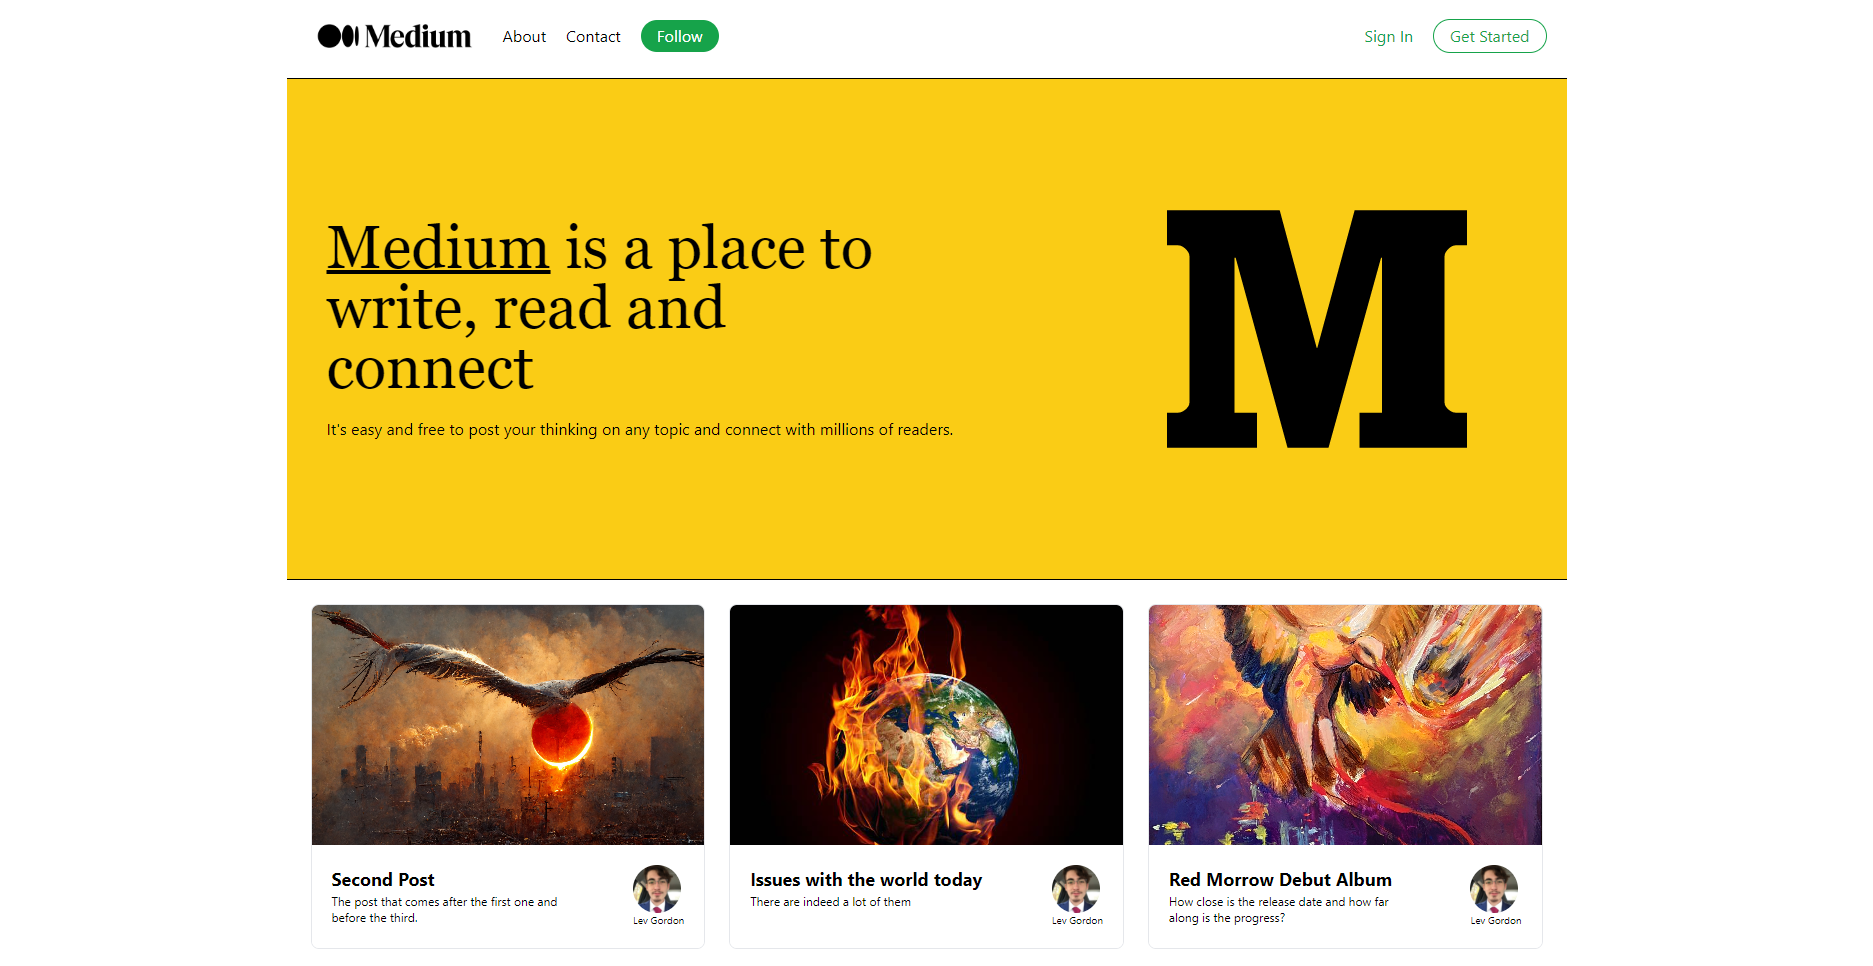 Medium About Contact Follow Sign In Get Started
Medium is a place to
write, read and
connect
It's easy and free to post your thinking on any topic and connect with millions of readers.
M
Second Post
The post that comes after the first one and
before the third.
Lev Gordon
Issues with the world today
There are indeed a lot of them
Lev Gordon
Red Morrow Debut Album
How close is the release date and how far
along is the progress?
Lev Gordon